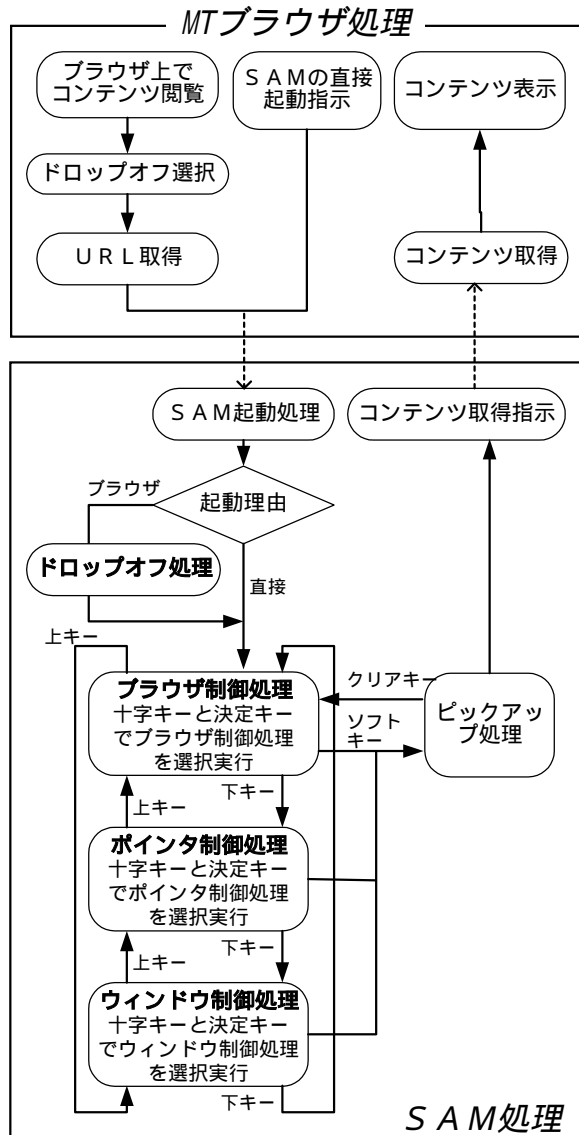 MTブラウザ処理
ブラウザ上で
コンテンツ閲覧
ＳＡＭの直接
起動指示
コンテンツ表示
ドロップオフ選択
ＵＲＬ取得
コンテンツ取得
ＳＡＭ起動処理
コンテンツ取得指示
ブラウザ
起動理由
ドロップオフ処理
直接
上キー
ブラウザ制御処理
十字キーと決定キー
でブラウザ制御処理
を選択実行
クリアキー
ソフト
キー
ピックアッ
プ処理
上キー
下キー
ポインタ制御処理
十字キーと決定キー
でポインタ制御処理
を選択実行
上キー
下キー
ウィンドウ制御処理
十字キーと決定キー
でウィンドウ制御処理
を選択実行
下キー
ＳＡＭ処理